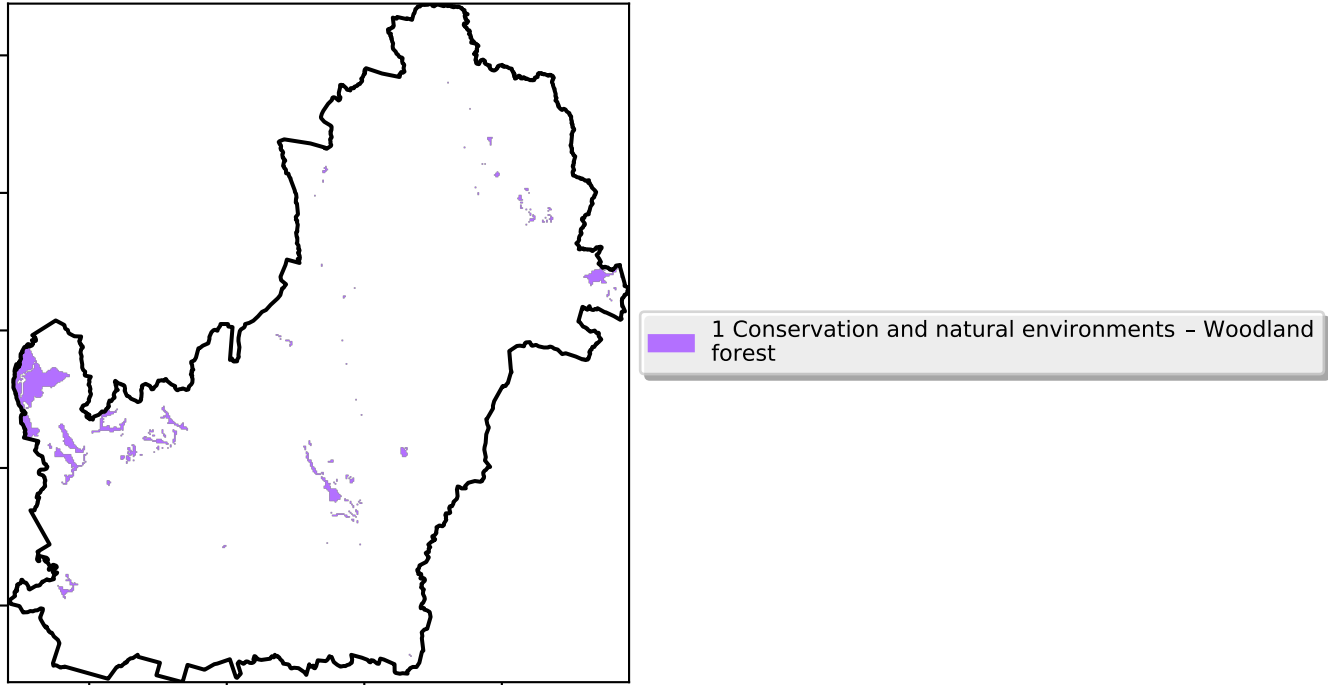 1 Conservation and natural environments – Woodland
forest